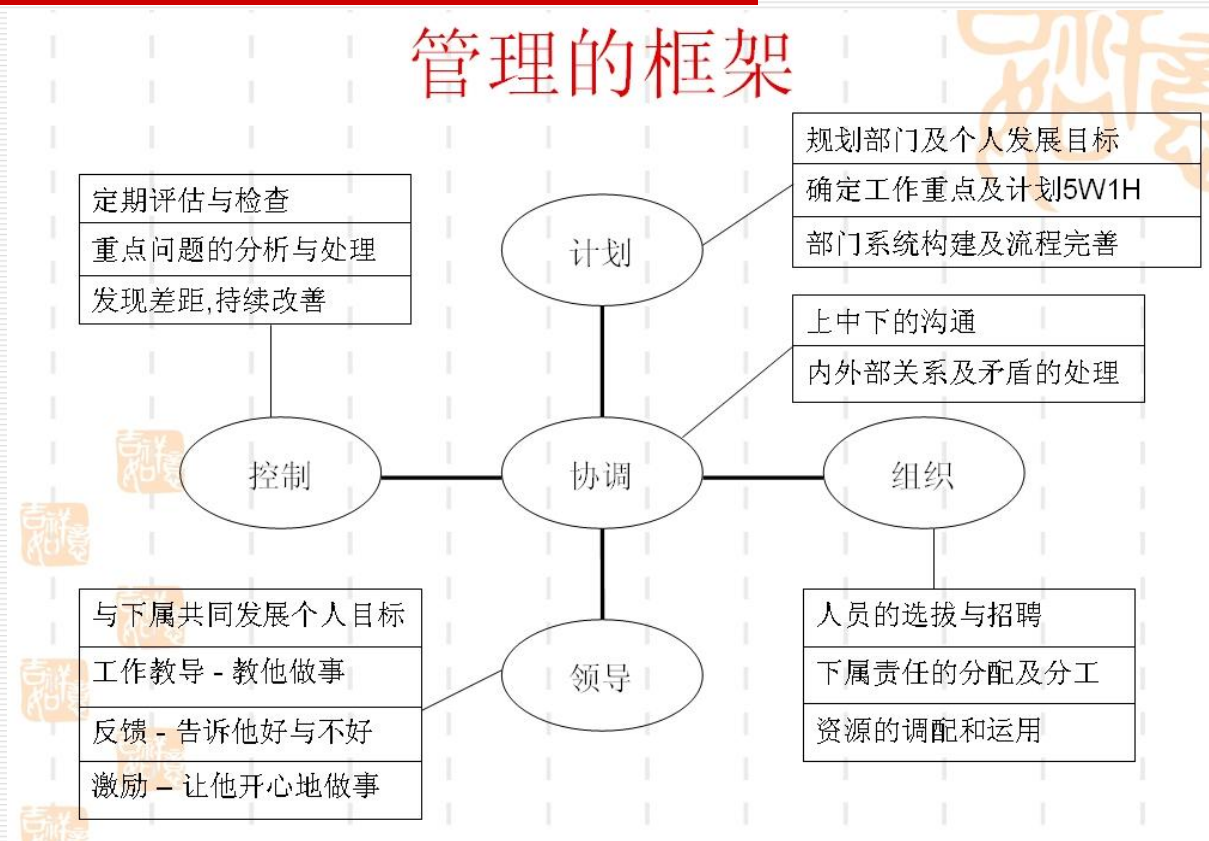 管理的框架
规划部门及个人发展目标
确定工作重点及计划5W1H
部门系统构建及流程完善
定期评估与检查
重点问题的分析与处理
发现差距,持续改善
计划
上中下的沟通
内外部关系及矛盾的处理
控制
协调
组织
与下属共同发展个人目标
工作教导 - 教他做事
反馈 - 告诉他好与不好
激励 – 让他开心地做事
领导
人员的选拔与招聘
下属责任的分配及分工
资源的调配和运用